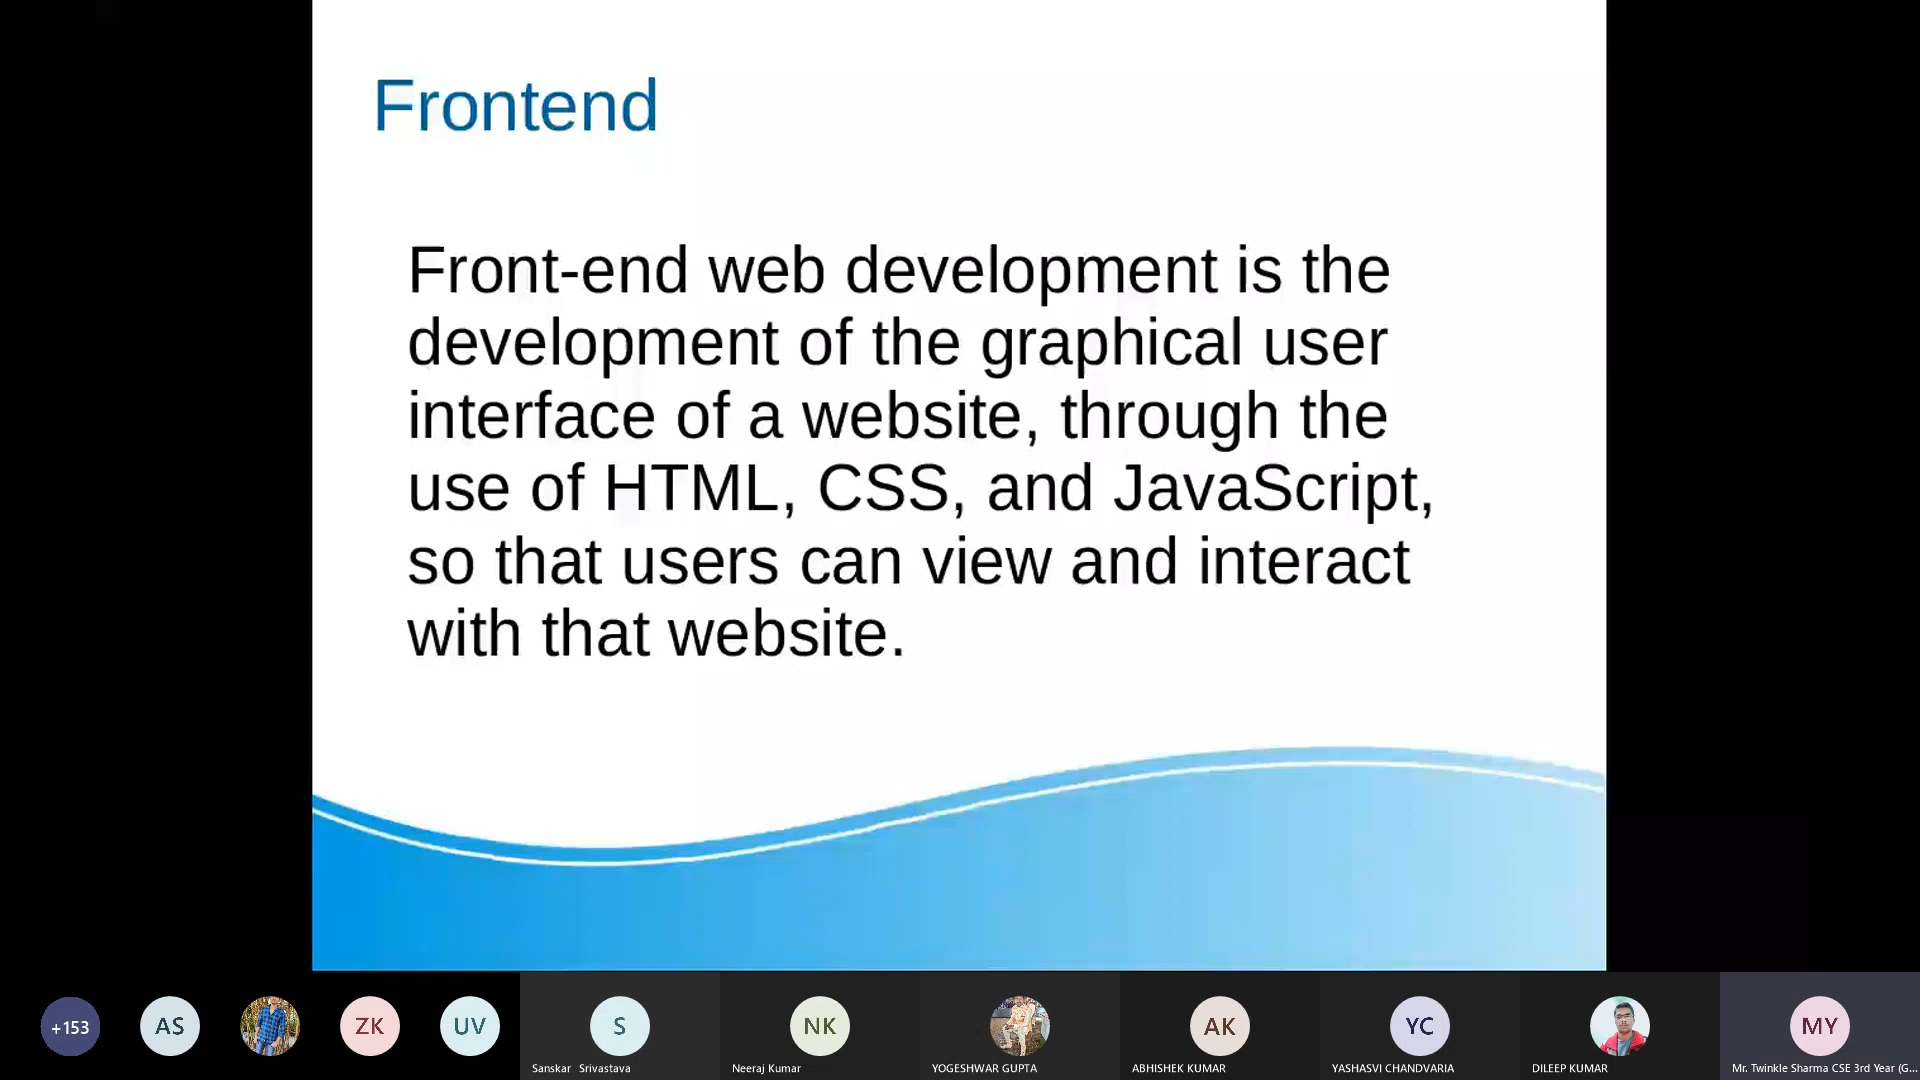 Frontend
Front-end web development is the
development of the graphical user
interface of a website, through the
use of HTML, CSS, and JavaScript,
so that users can view and interact
with that website.
+153
AS
ZK
UV
S
NK
AK
YC
MY
Sanskar Srivastava
Neeraj Kumar
YOGESHWAR GUPTA
ABHISHEK KUMAR
YASHASVI CHANDVARIA
DILEEP KUMAR
Mr. Twinkle Sharma CSE 3rd Year (G...